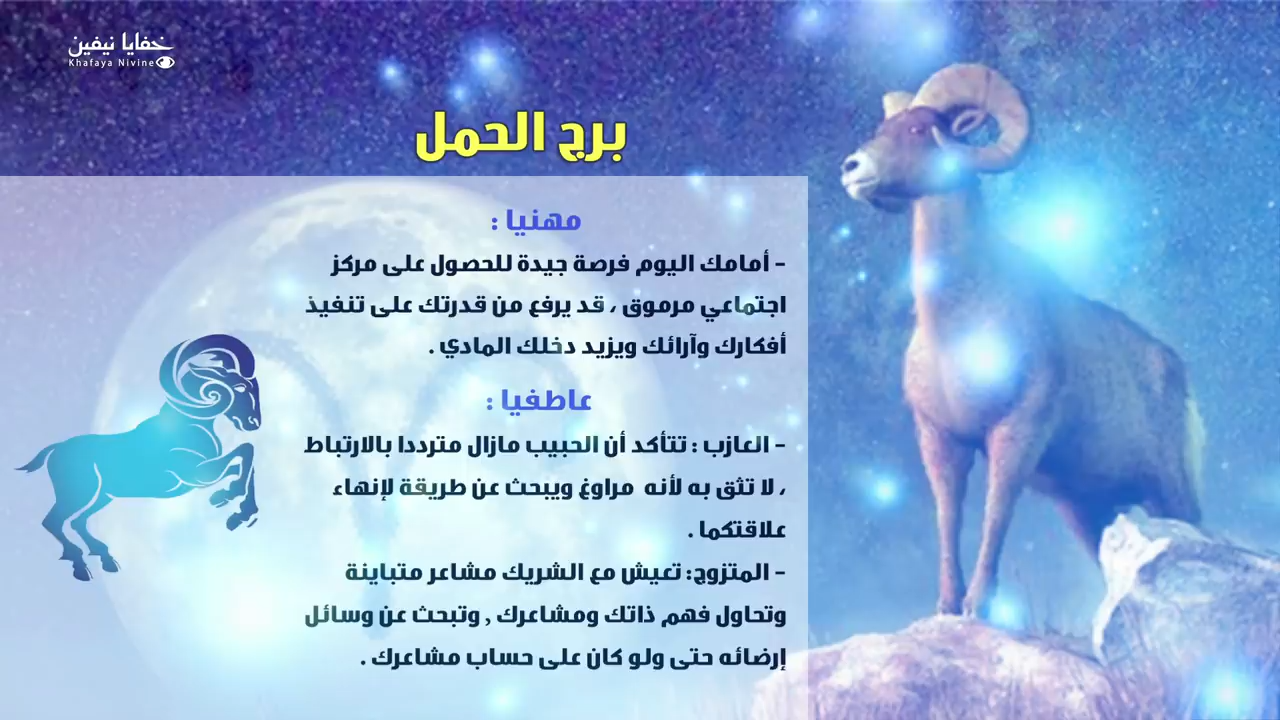 خفايا نيفين
Khafaya Nivine
برج الحمل
مهنيا :
- أمامك اليوم فرصة جيدة للحصول على مركز
اجتماعي مرموق ، قد يرفع من قدرتك على تنفيذ
أفكارك وآرائك ويزيد دخلك المادي .
عاطفيا :
- العازب : تتأكد أن الحبيب مازال مترددا بالارتباط
، لا تثق به لأنه مراوغ ويبحث عن طريقة لإنهاء
علاقتكما .
- المتزوج: تعيش مع الشريك مشاعر متباينة
وتحاول فهم ذاتك ومشاعرك , وتبحث عن وسائل
إرضائه حتى ولو كان على حساب مشاعرك .